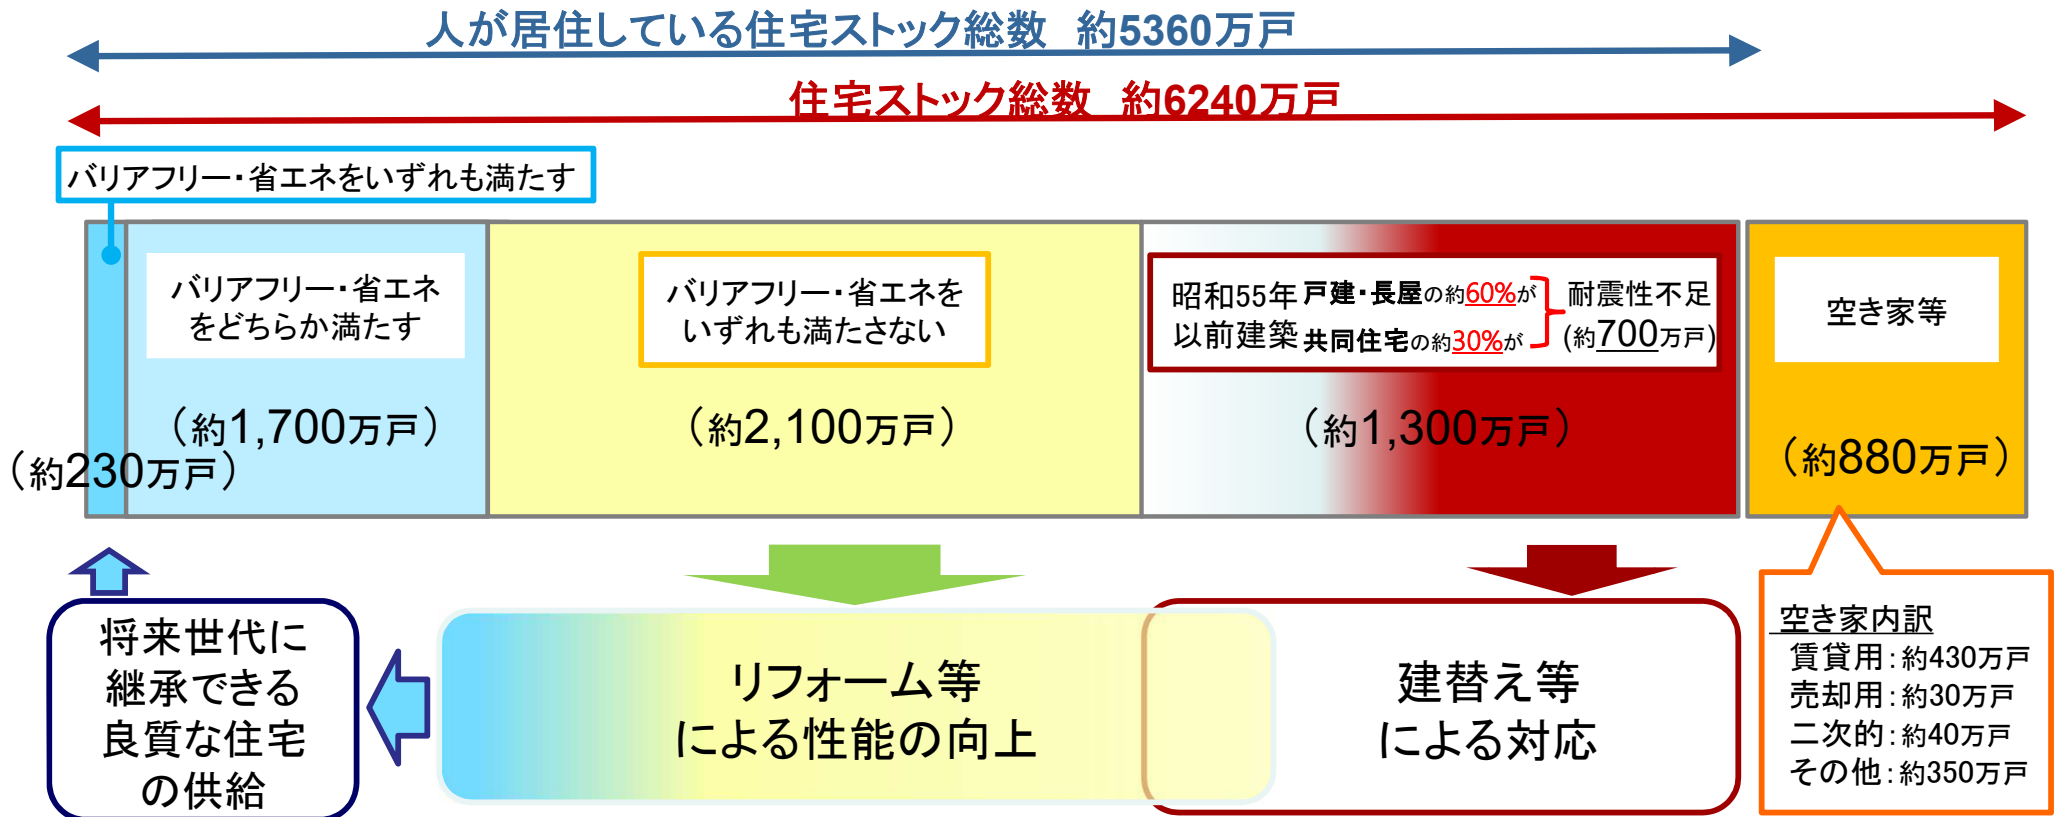 人が居住している住宅ストック総数　約5360万戸
住宅ストック総数　約6240万戸
バリアフリー・省エネをいずれも満たす
バリアフリー・省エネ
をどちらか満たす
（約1,700万戸）
（約230万戸）
バリアフリー・省エネを
いずれも満たさない
（約2,100万戸）
昭和55年
以前建築
戸建・長屋の約60%が
共同住宅の約30%が
耐震性不足
(約700万戸)
（約1,300万戸）
空き家等
（約880万戸）
将来世代に
継承できる
良質な住宅
の供給
リフォーム等
による性能の向上
建替え等
による対応
空き家内訳
賃貸用：約430万戸
売却用：約30万戸
二次的：約40万戸
その他：約350万戸